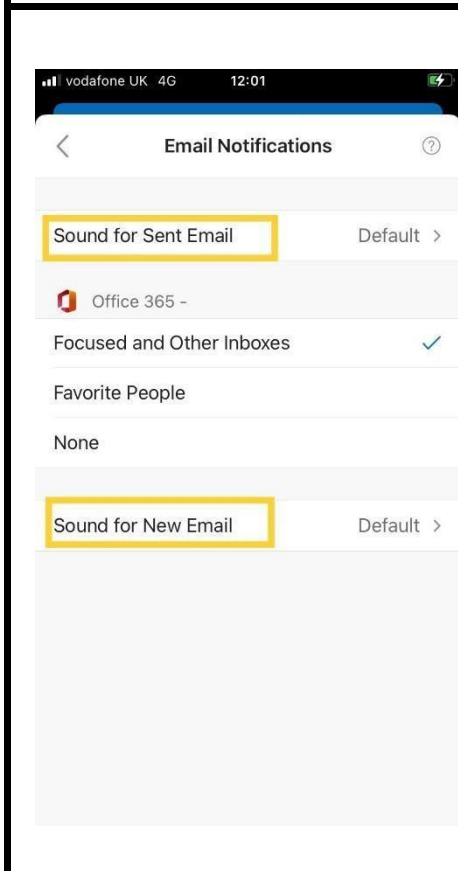 vodafone UK 4G 12:01
Email Notifications ?
Sound for Sent Email Default >
Office 365 -
Focused and Other Inboxes
Favorite People
None
Sound for New Email Default >